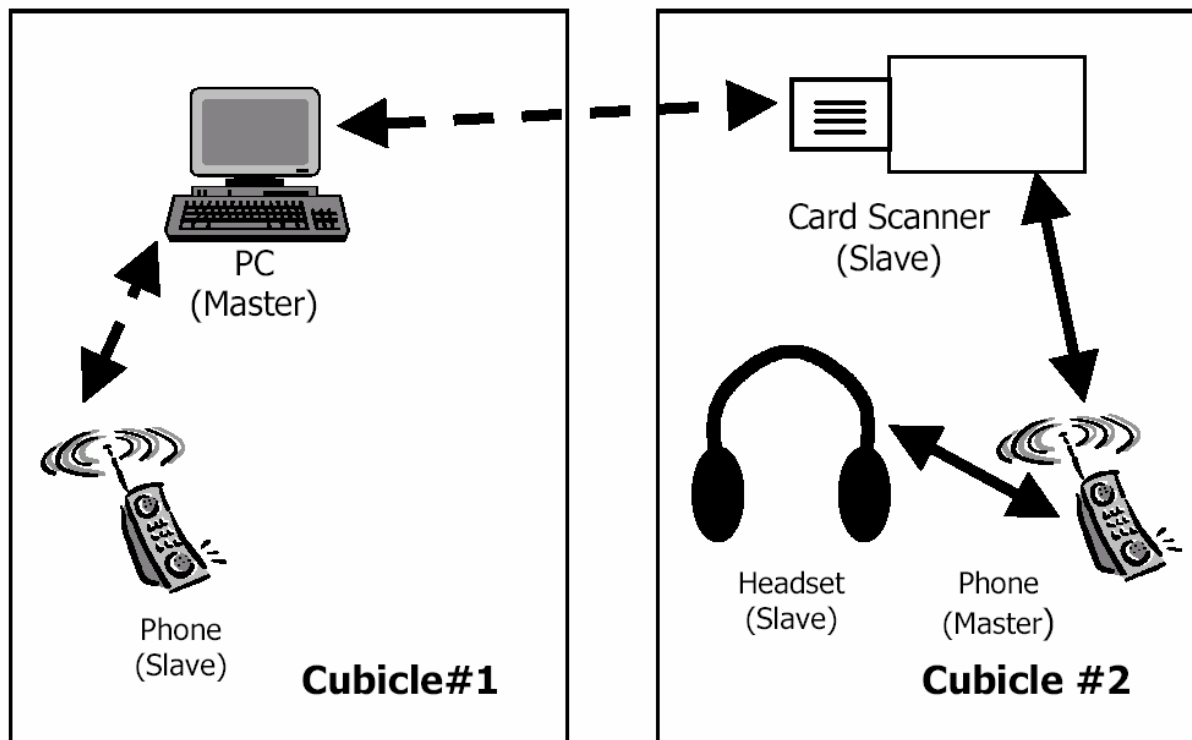 PC
(Master)
Phone
(Slave)
Cubicle#1
Card Scanner
(Slave)
Headset
(Slave)
Phone
(Master)
Cubicle #2